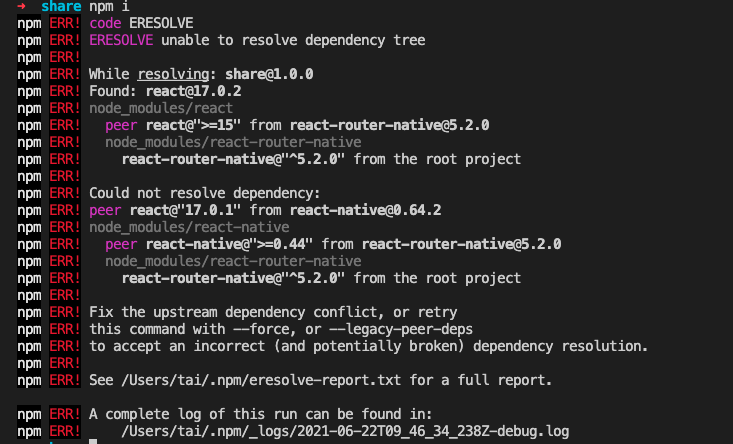 ➜ share npm i
npm ERR! code ERESOLVE
npm ERR! ERESOLVE unable to resolve dependency tree
npm ERR!
npm ERR! While resolving: share@1.0.0
npm ERR! Found: react@17.0.2
npm ERR! node_modules/react
npm ERR!   peer react@">=15" from react-router-native@5.2.0
npm ERR!   node_modules/react-router-native
npm ERR!     react-router-native@"^5.2.0" from the root project
npm ERR!
npm ERR! Could not resolve dependency:
npm ERR! peer react@"17.0.1" from react-native@0.64.2
npm ERR! node_modules/react-native
npm ERR!   peer react-native@">=0.44" from react-router-native@5.2.0
npm ERR!   node_modules/react-router-native
npm ERR!     react-router-native@"^5.2.0" from the root project
npm ERR!
npm ERR! Fix the upstream dependency conflict, or retry
npm ERR! this command with --force, or --legacy-peer-deps
npm ERR! to accept an incorrect (and potentially broken) dependency resolution.
npm ERR!
npm ERR! See /Users/tai/.npm/eresolve-report.txt for a full report.

npm ERR! A complete log of this run can be found in:
npm ERR!     /Users/tai/.npm/_logs/2021-06-22T09_46_34_238Z-debug.log